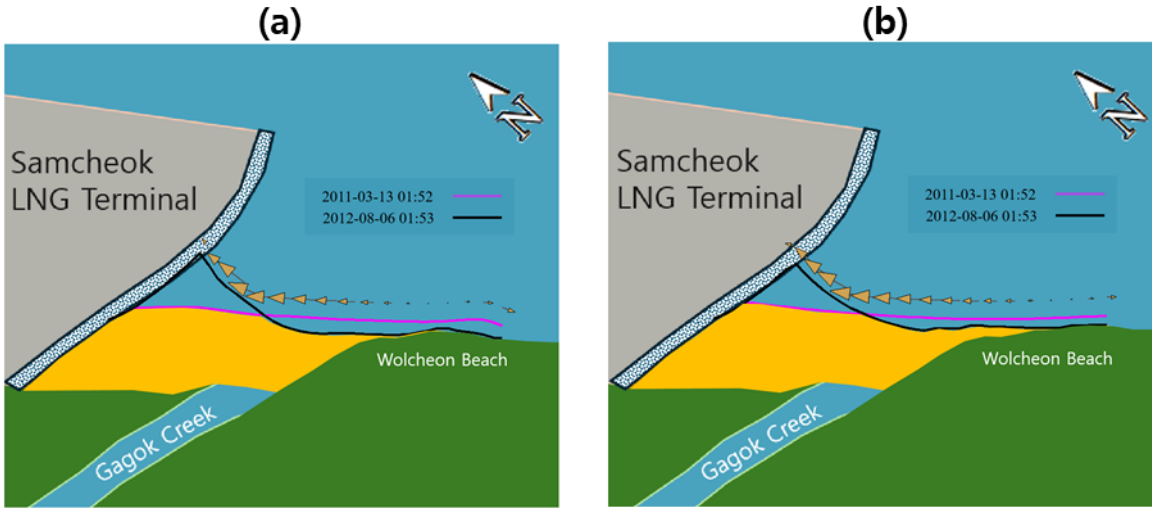 (a)
N
Samcheok
LNG Terminal
2011-03-13 01:52
2012-08-06 01:53
Wolcheon Beach
Gagok Creek
(b)
N
Samcheok
LNG Terminal
2011-03-13 01:52
2012-08-06 01:53
Wolcheon Beach
Gagok Creek